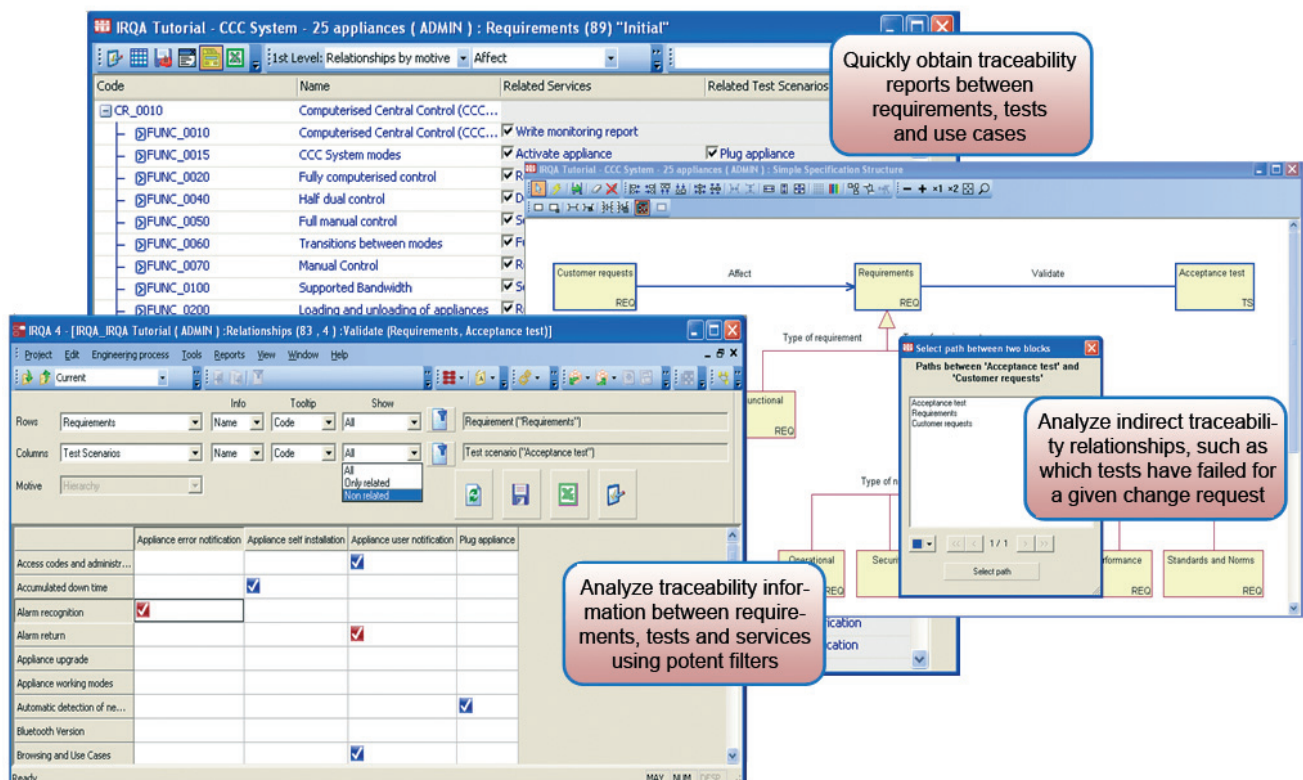 IRQA Tutorial - CCC System - 25 appliances ( ADMIN ) : Requirements (89) "Initial"
1st Level: Relationships by motive Affect
Code Name Related Services Related Test Scenarios
CR_0010 Computerised Central Control (CCC...
FUNC_0010 Computerised Central Control (CCC... Write monitoring report
FUNC_0015 CCC System modes Activate appliance Plug appliance
FUNC_0020 Fully computerised control R
FUNC_0040 Half dual control D
FUNC_0050 Full manual control S
FUNC_0060 Transitions between modes F
FUNC_0070 Manual Control R
FUNC_0100 Supported Bandwidth S
FUNC_0200 Loading and unloading of appliances R
Quickly obtain traceability
reports between
requirements, tests
and use cases
IRQA Tutorial - CCC System - 25 appliances ( ADMIN ) : Simple Specification Structure
x1 x2
Customer requests
REQ
Affect
Requirements
REQ
Validate
Acceptance test
TS
Type of requirement
unctional
REQ
Type of n
Operational
REQ
Securi
formance
REQ
Standards and Norms
REQ
ication
cation
Select path between two blocks
Paths between 'Acceptance test' and
'Customer requests'
Acceptance test
Requirements
Customer requests
<< < 1 / 1 > >>
Select path
Analyze indirect traceabili-
ty relationships, such as
which tests have failed for
a given change request
IRQA 4 - [IRQA_IRQA Tutorial ( ADMIN ) :Relationships (83 , 4 ) :Validate (Requirements, Acceptance test)]
Project Edit Engineering process Tools Reports View Window Help
Current
Info Tooltip Show
Rows Requirements Name Code All Requirement ("Requirements")
Columns Test Scenarios Name Code All Test scenario ("Acceptance test")
All
Only related
Non related
Motive Hierarchy
Appliance error notification Appliance self installation Appliance user notification Plug appliance
Access codes and administr...
Accumulated down time
Alarm recognition
Alarm return
Appliance upgrade
Appliance working modes
Automatic detection of ne...
Bluetooth Version
Browsing and Use Cases
Ready MAY NUM DESP
Analyze traceability infor-
mation between require-
ments, tests and services
using potent filters